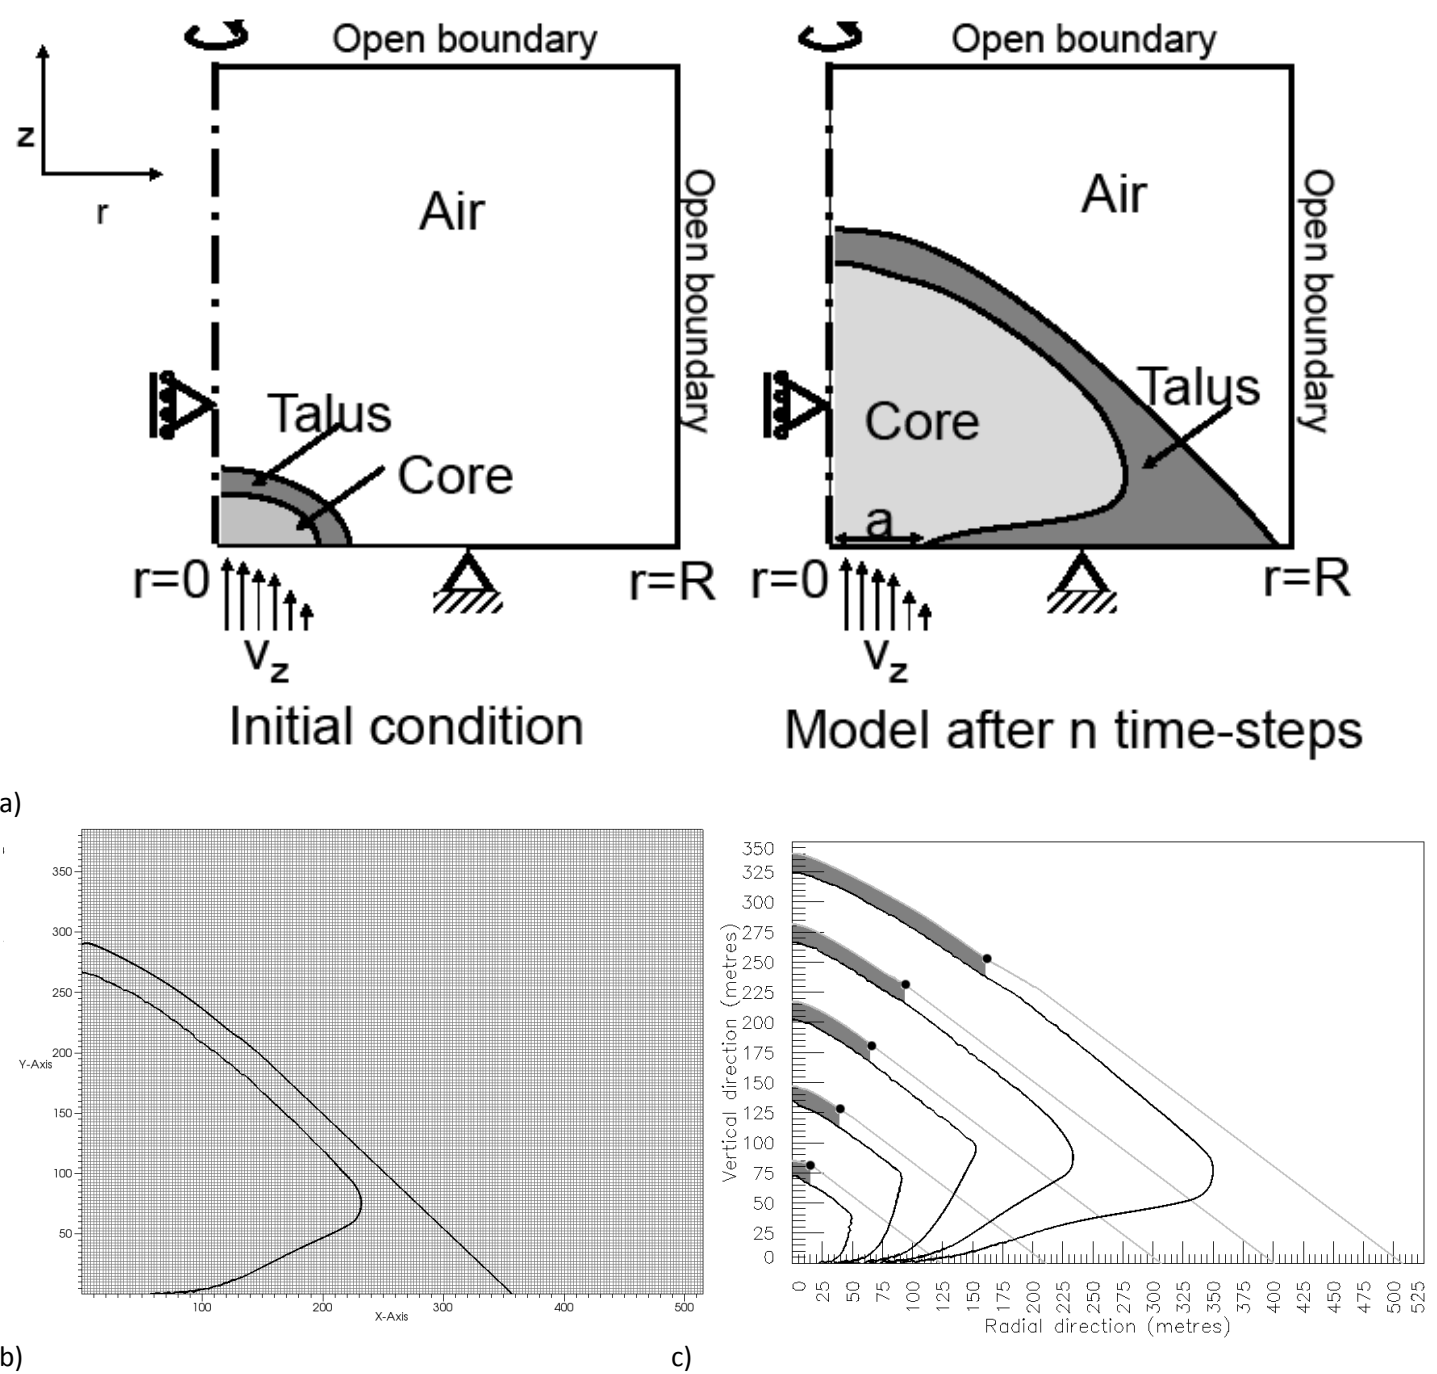 Open boundary
Open boundary
z
r
Air
Open boundary
Talus
Core
r=0
r=R
vz
Initial condition
Air
Open boundary
Talus
Core
a
r=0
r=R
vz
Model after n time-steps
a)
350
300
250
200
150
100
50
Y-Axis
100
200
300
400
500
X-Axis
b)
350
325
300
275
250
225
200
175
150
125
100
75
50
25
0
Vertical direction (metres)
0
25
50
75
100
125
150
175
200
225
250
275
300
325
350
375
400
425
450
475
500
525
Radial direction (metres)
c)